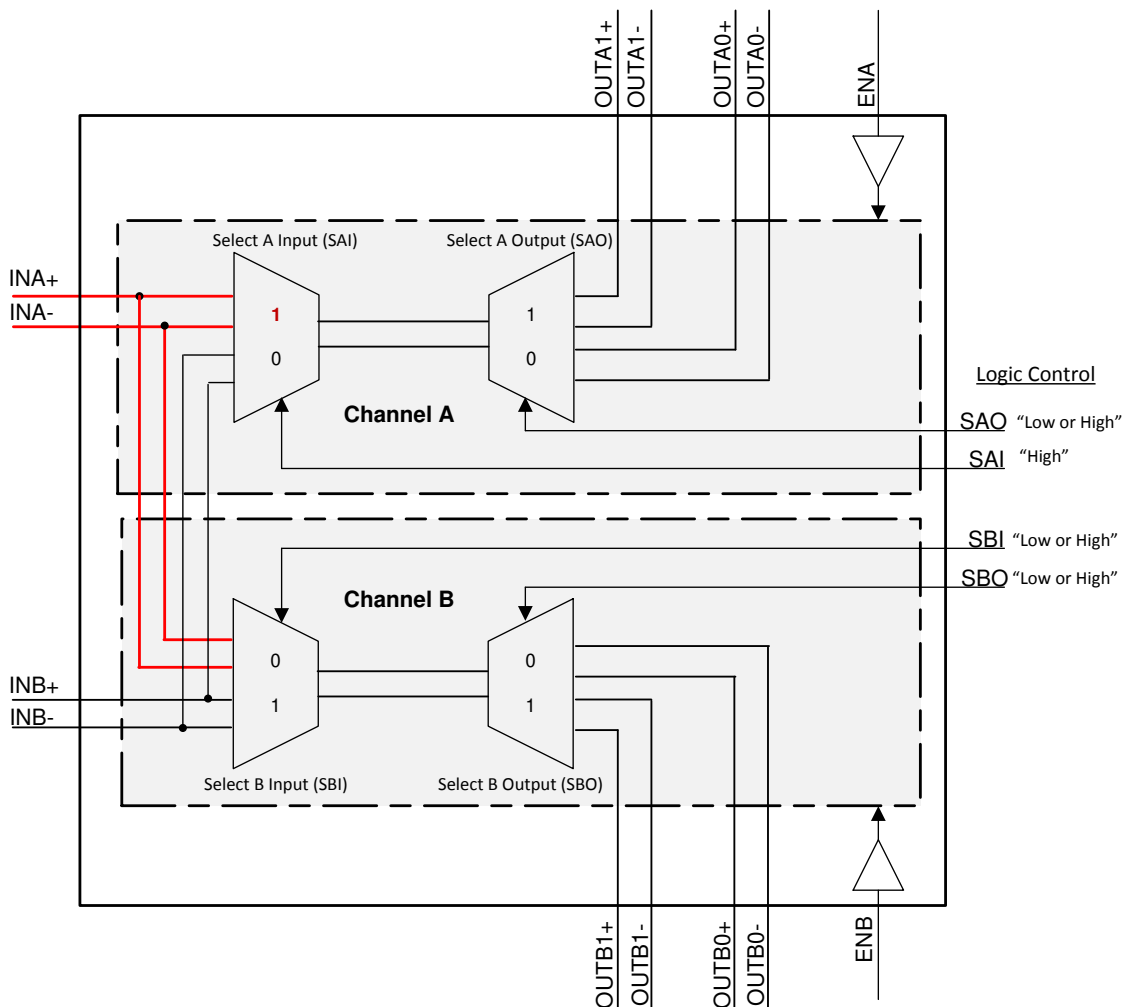 OUTA1+
OUTA1-
OUTA0+
OUTA0-
ENA
Select A Input (SAI)
Select A Output (SAO)
INA+
INA-
1
0
1
0
Channel A
Logic Control
SAO "Low or High"
SAI "High"
SBI "Low or High"
SBO "Low or High"
Channel B
0
1
0
1
INB+
INB-
Select B Input (SBI)
Select B Output (SBO)
OUTB1+
OUTB1-
OUTB0+
OUTB0-
ENB